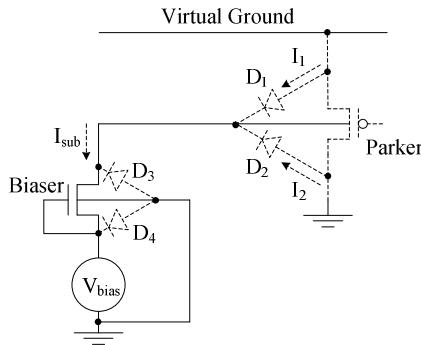 Virtual Ground
I1
D1
Isub
D3
D2
Parker
Biaser
I2
D4
Vbias